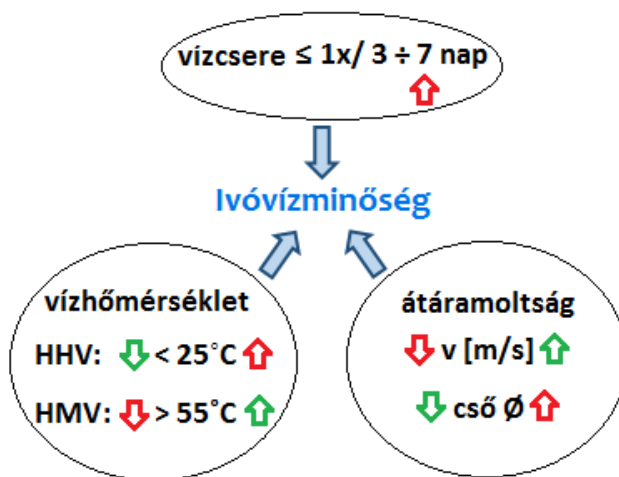 vízcsere ≤ 1x/ 3 ÷ 7 nap
Ivóvízminőség
vízhőmérséklet
HHV: < 25°C
HMV: > 55°C
átáramoltság
v [m/s]
cső Ø